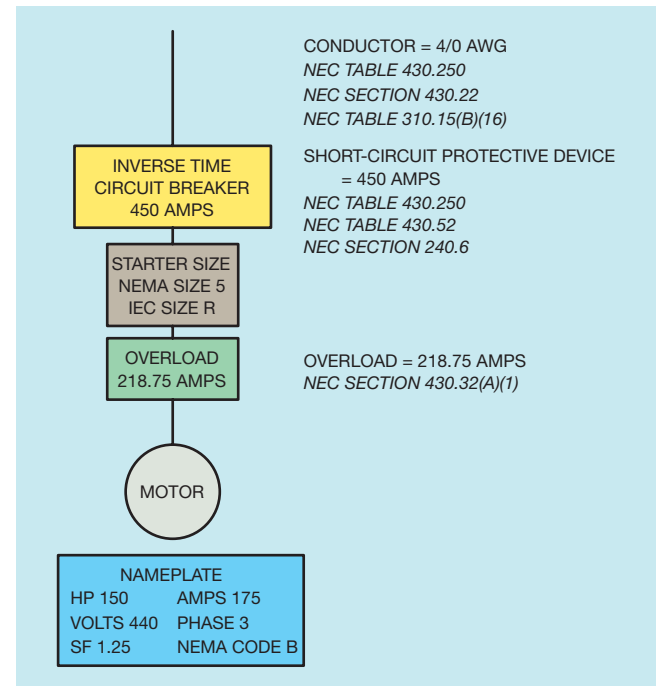 CONDUCTOR = 4/0 AWG
NEC TABLE 430.250
NEC SECTION 430.22
NEC TABLE 310.15(B)(16)
INVERSE TIME
CIRCUIT BREAKER
450 AMPS
SHORT-CIRCUIT PROTECTIVE DEVICE
= 450 AMPS
NEC TABLE 430.250
NEC TABLE 430.52
NEC SECTION 240.6
STARTER SIZE
NEMA SIZE 5
IEC SIZE R
OVERLOAD
218.75 AMPS
OVERLOAD = 218.75 AMPS
NEC SECTION 430.32(A)(1)
MOTOR
NAMEPLATE
HP 150 AMPS 175
VOLTS 440 PHASE 3
SF 1.25 NEMA CODE B